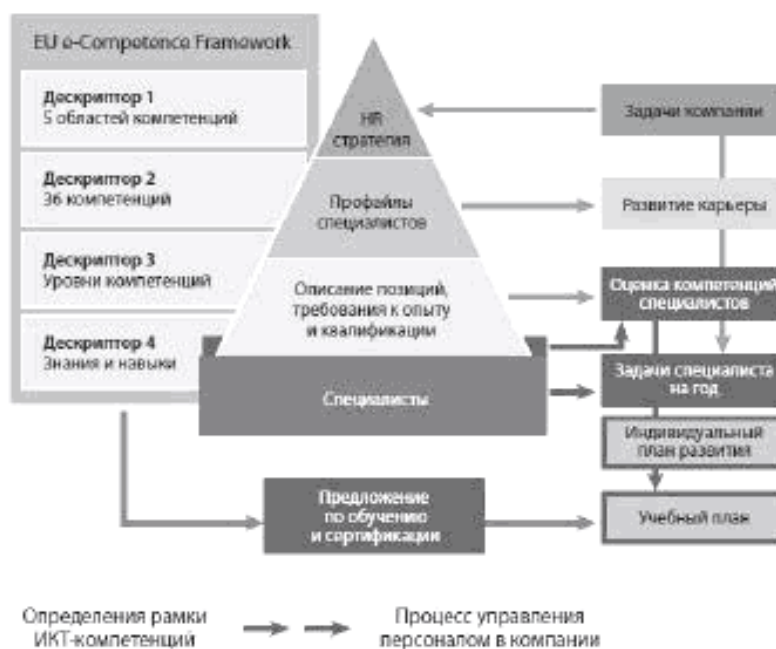 EU e-Competence Framework
Дескриптор 1
5 областей компетенций
Дескриптор 2
36 компетенций
Дескриптор 3
Уровни компетенций
Дескриптор 4
Знания и навыки
HR
стратегия
Профайлы
специалистов
Описание позиций,
требования к опыту
и квалификации
Специалисты
Предложение
по обучению
и сертификации
Задачи компании
Развитие карьеры
Оценка компетенций
специалистов
Задачи специалиста
на год
Индивидуальный
план развития
Учебный план
Определения рамки
ИКТ-компетенций
Процесс управления
персоналом в компании